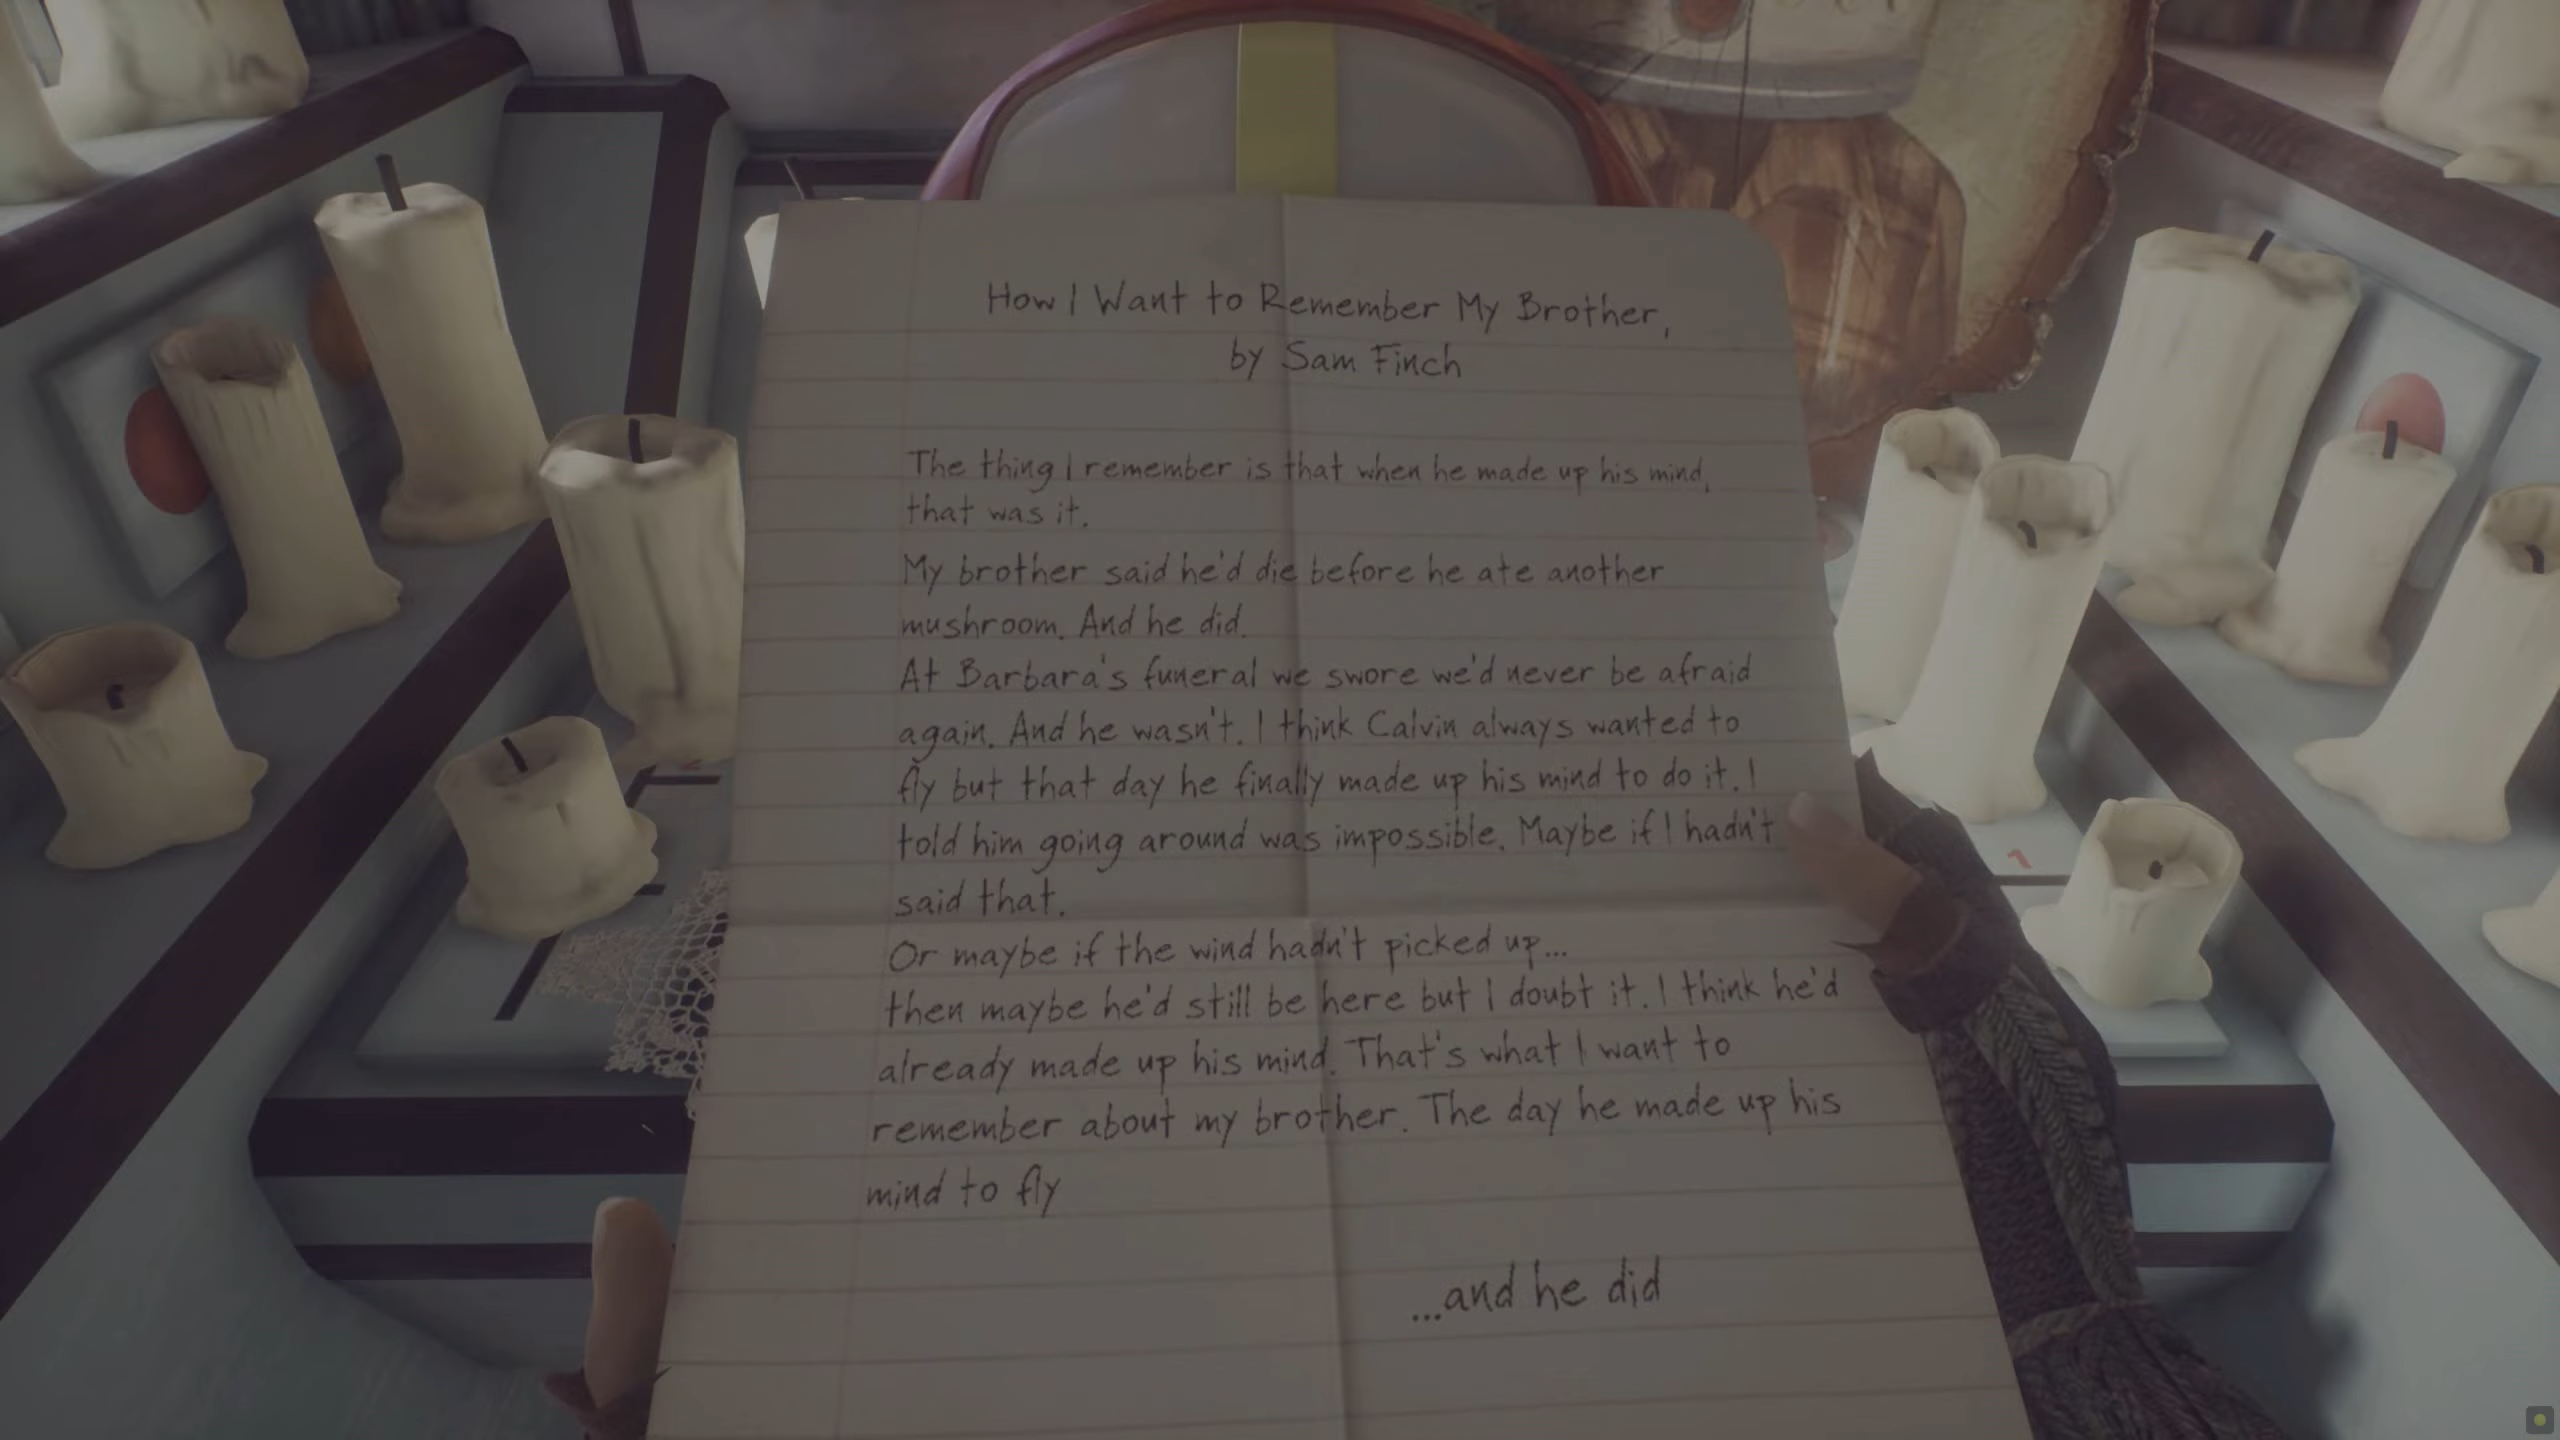 How I Want to Remember My Brother,
by Sam Finch
The thing I remember is that when he made up his mind,
that was it.
My brother said he'd die before he ate another
mushroom. And he did.
At Barbara's funeral we swore we'd never be afraid
again. And he wasn't. I think Calvin always wanted to
fly but that day he finally made up his mind to do it. I
told him going around was impossible. Maybe if I hadn't
said that.
Or maybe if the wind hadn't picked up...
then maybe he'd still be here but I doubt it. I think he'd
already made up his mind. That's what I want to
remember about my brother. The day he made up his
mind to fly
...and he did
1